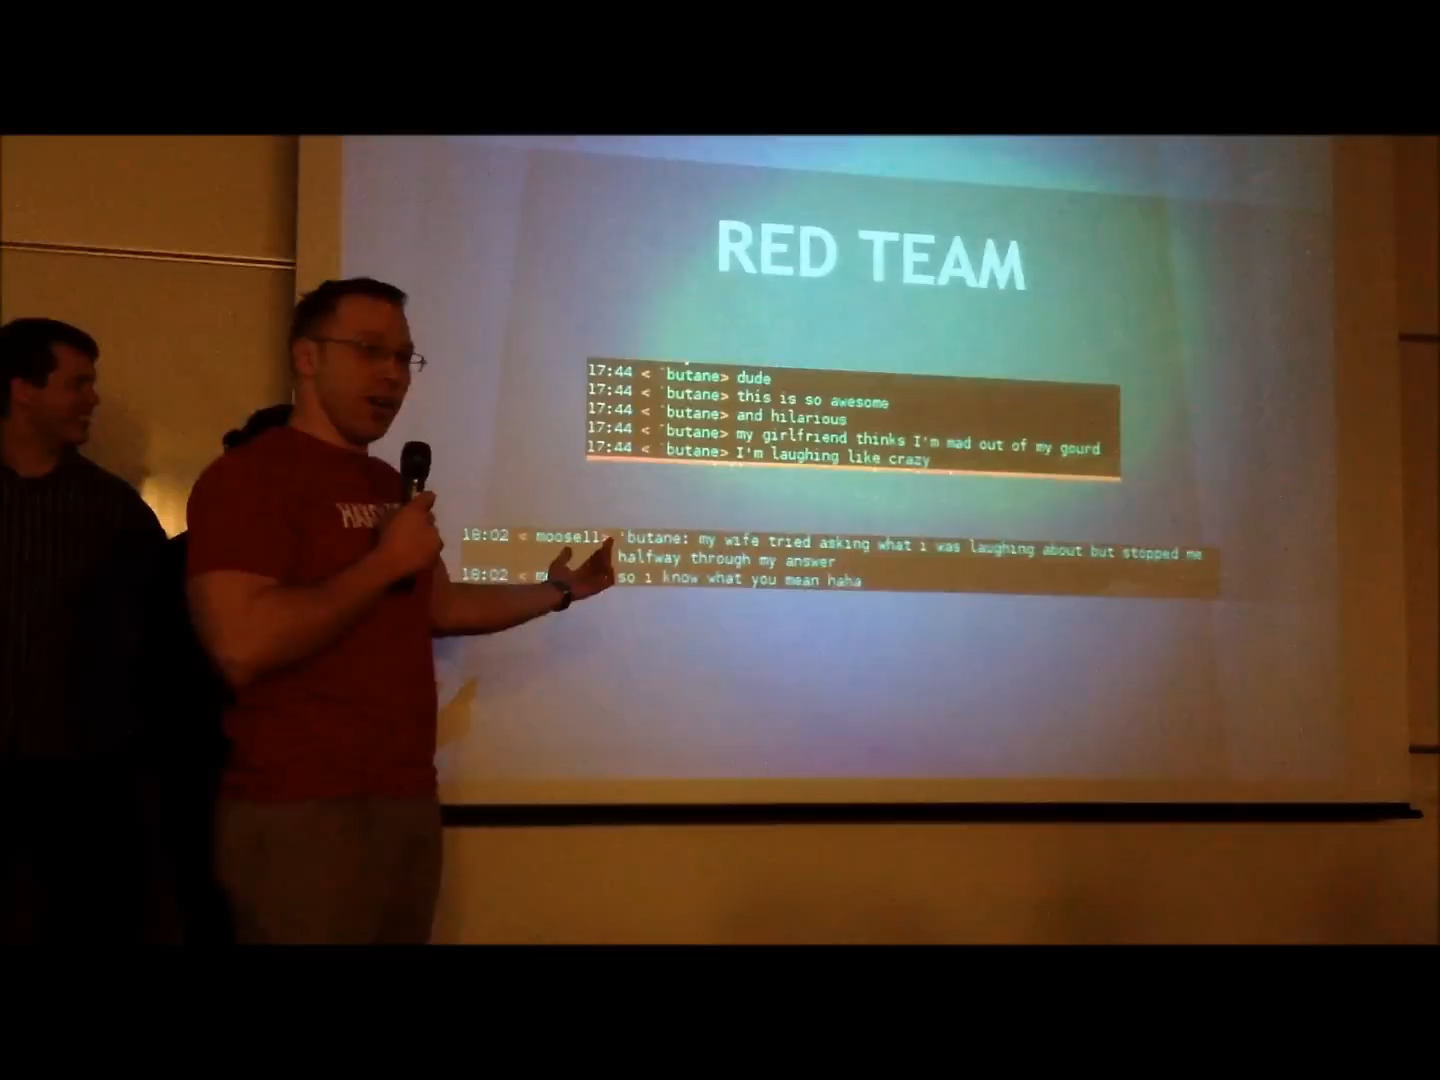 RED TEAM
17:44 < `butane> dude
17:44 < `butane> this is so awesome
17:44 < `butane> and hilarious
17:44 < `butane> my girlfriend thinks I'm mad out of my gourd
17:44 < `butane> I'm laughing like crazy
18:02 < moosell> 'butane: my wife tried asking what i was laughing about but stopped me
halfway through my answer
18:02 < so i know what you mean haha